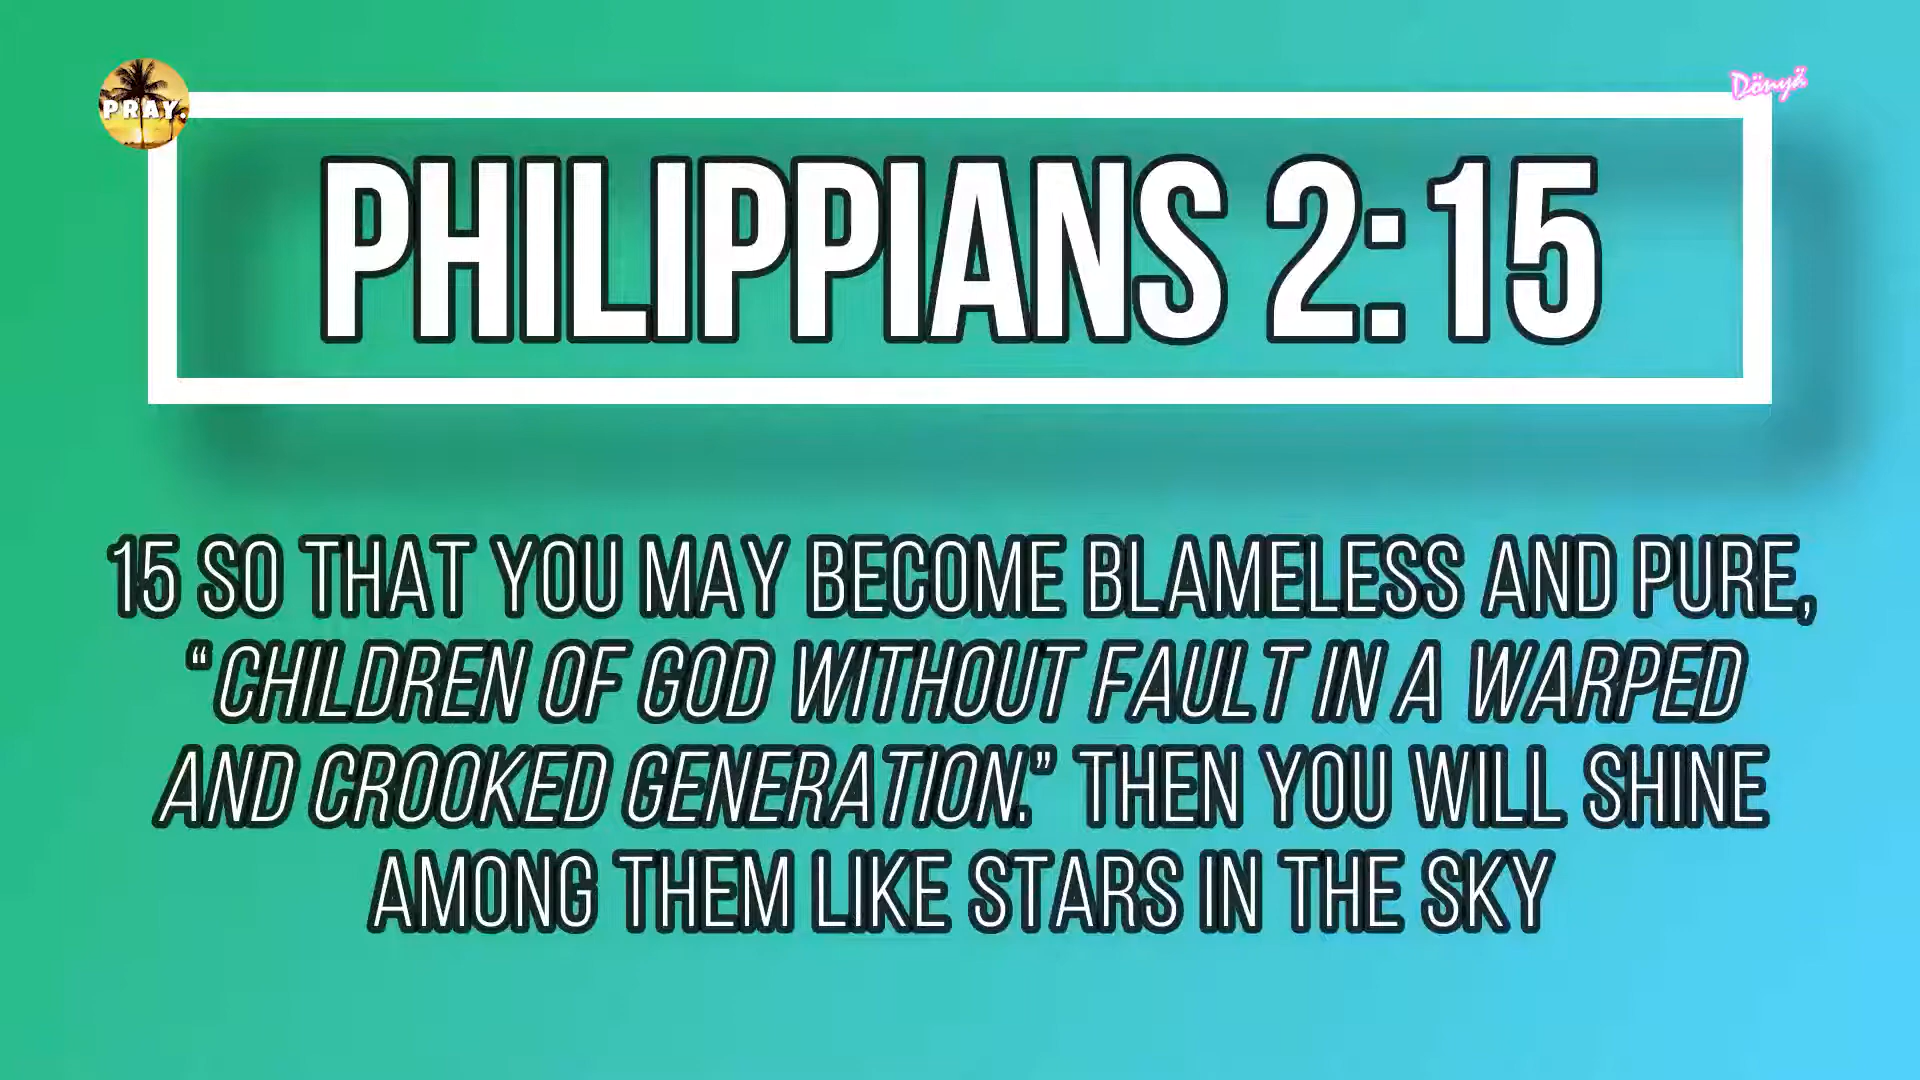 PRAY.
Dönyä
PHILIPPIANS 2:15
15 SO THAT YOU MAY BECOME BLAMELESS AND PURE,
“CHILDREN OF GOD WITHOUT FAULT IN A WARPED
AND CROOKED GENERATION.” THEN YOU WILL SHINE
AMONG THEM LIKE STARS IN THE SKY